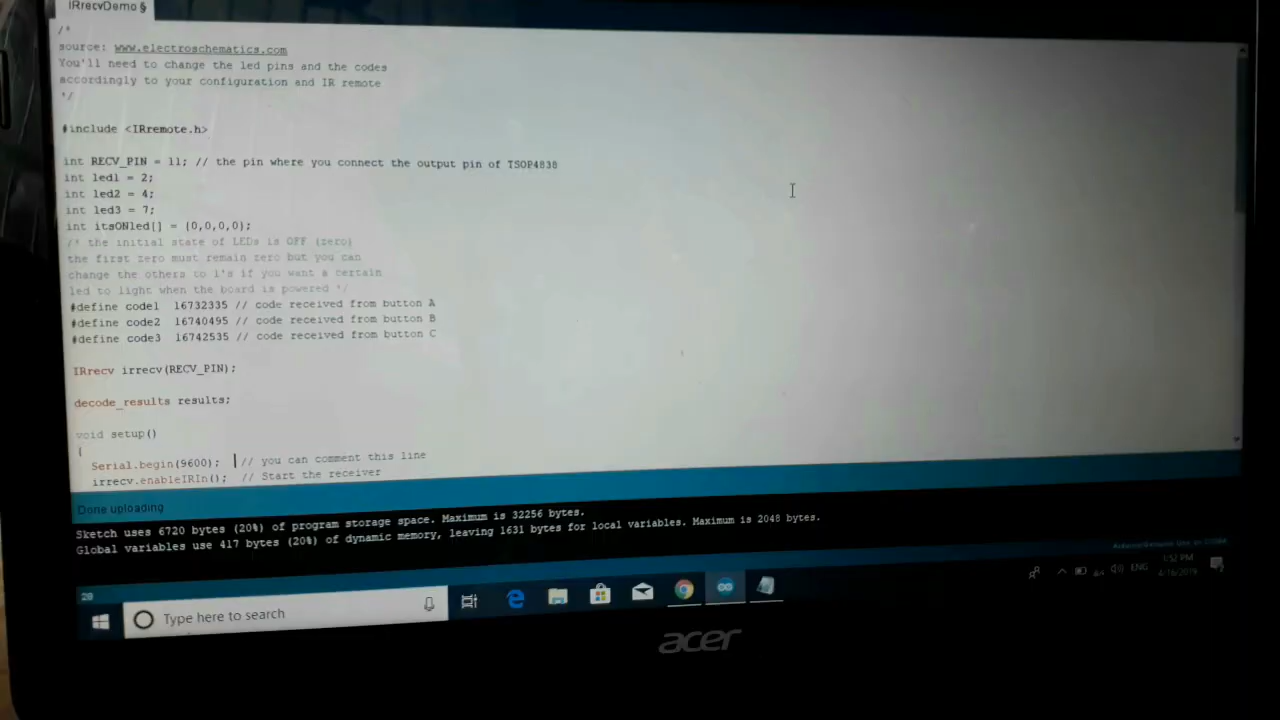 IRrecvDemo §
/*
source: www.electroschematics.com
You'll need to change the led pins and the codes
accordingly to your configuration and IR remote
*/
#include <IRremote.h>
int RECV_PIN = 11; // the pin where you connect the output pin of TSOP4838
int led1 = 2;
int led2 = 4;
int led3 = 7;
int itsONled[] = {0,0,0,0};
/* the initial state of LEDs is OFF (zero)
the first zero must remain zero but you can
change the others to 1's if you want a certain
led to light when the board is powered */
#define code1  16732335 // code received from button A
#define code2  16740495 // code received from button B
#define code3  16742535 // code received from button C
IRrecv irrecv(RECV_PIN);
decode_results results;
void setup()
{
Serial.begin(9600);  // you can comment this line
irrecv.enableIRIn();  // Start the receiver
Done uploading
Sketch uses 6720 bytes (20%) of program storage space. Maximum is 32256 bytes.
Global variables use 417 bytes (20%) of dynamic memory, leaving 1631 bytes for local variables. Maximum is 2048 bytes.
Type here to search
ENG
1:52 PM
4/16/2019
acer